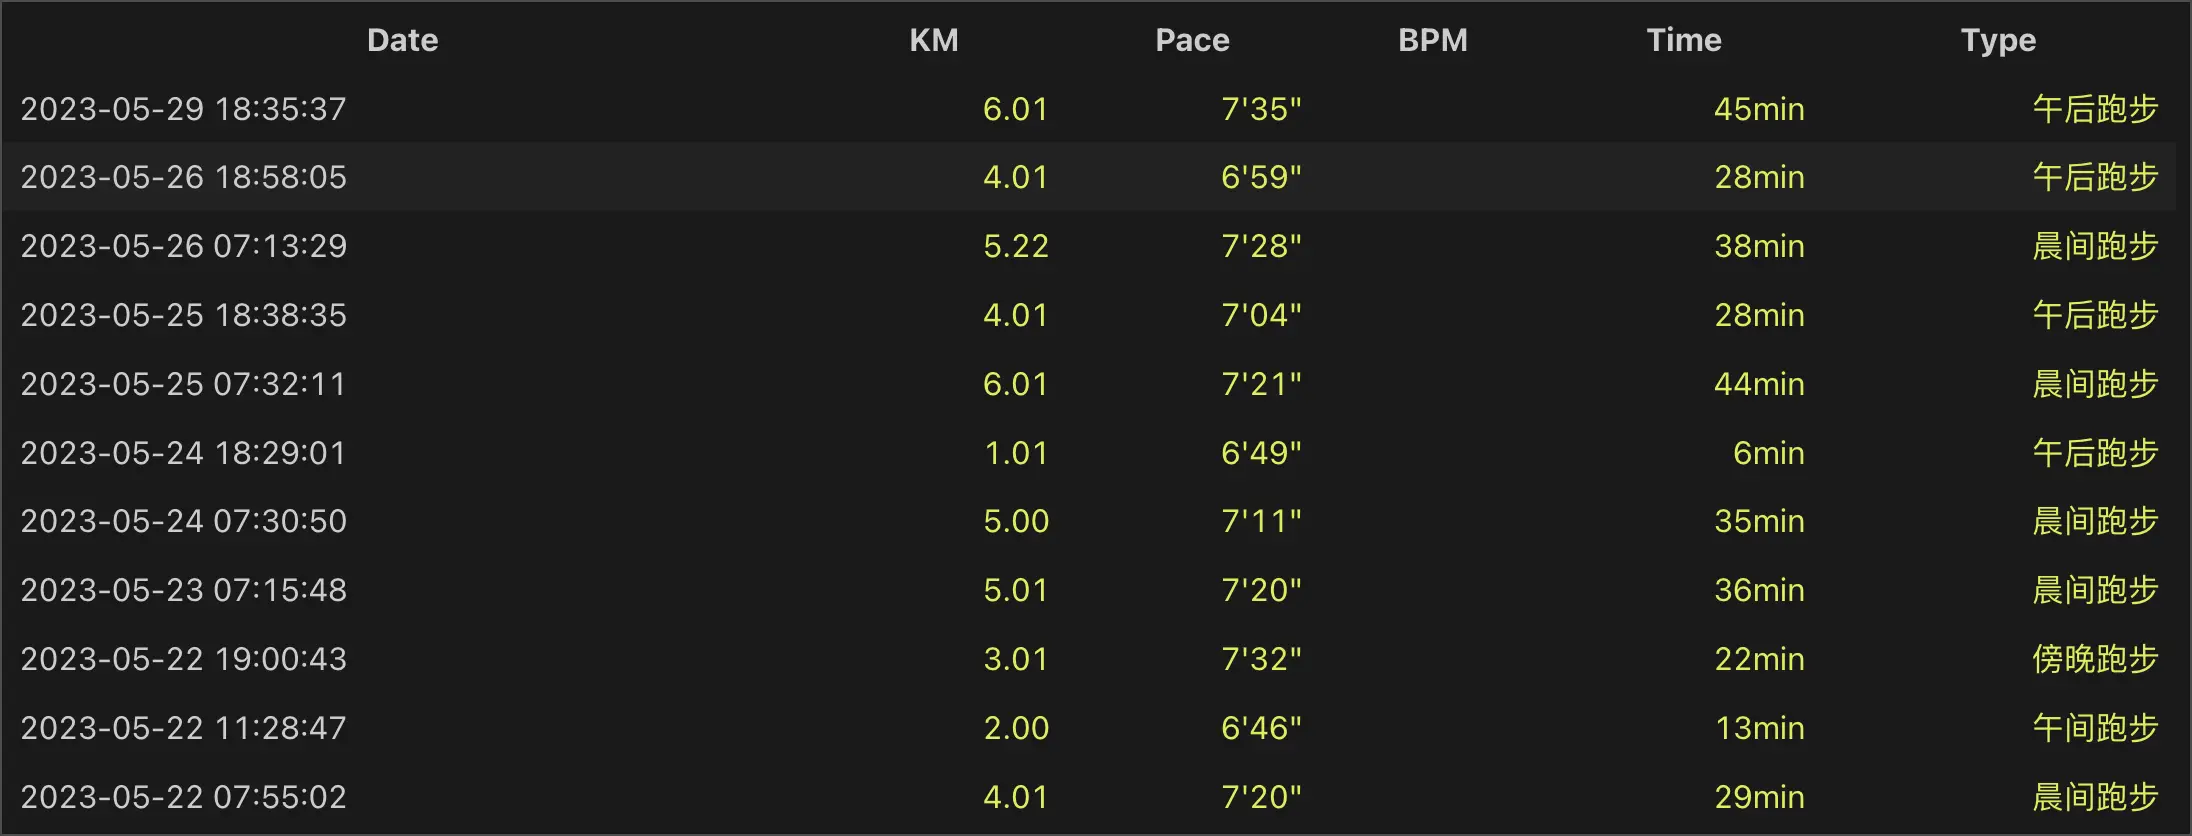 Date KM Pace BPM Time Type
2023-05-29 18:35:37 6.01 7'35" 45min 午后跑步
2023-05-26 18:58:05 4.01 6'59" 28min 午后跑步
2023-05-26 07:13:29 5.22 7'28" 38min 晨间跑步
2023-05-25 18:38:35 4.01 7'04" 28min 午后跑步
2023-05-25 07:32:11 6.01 7'21" 44min 晨间跑步
2023-05-24 18:29:01 1.01 6'49" 6min 午后跑步
2023-05-24 07:30:50 5.00 7'11" 35min 晨间跑步
2023-05-23 07:15:48 5.01 7'20" 36min 晨间跑步
2023-05-22 19:00:43 3.01 7'32" 22min 傍晚跑步
2023-05-22 11:28:47 2.00 6'46" 13min 午间跑步
2023-05-22 07:55:02 4.01 7'20" 29min 晨间跑步